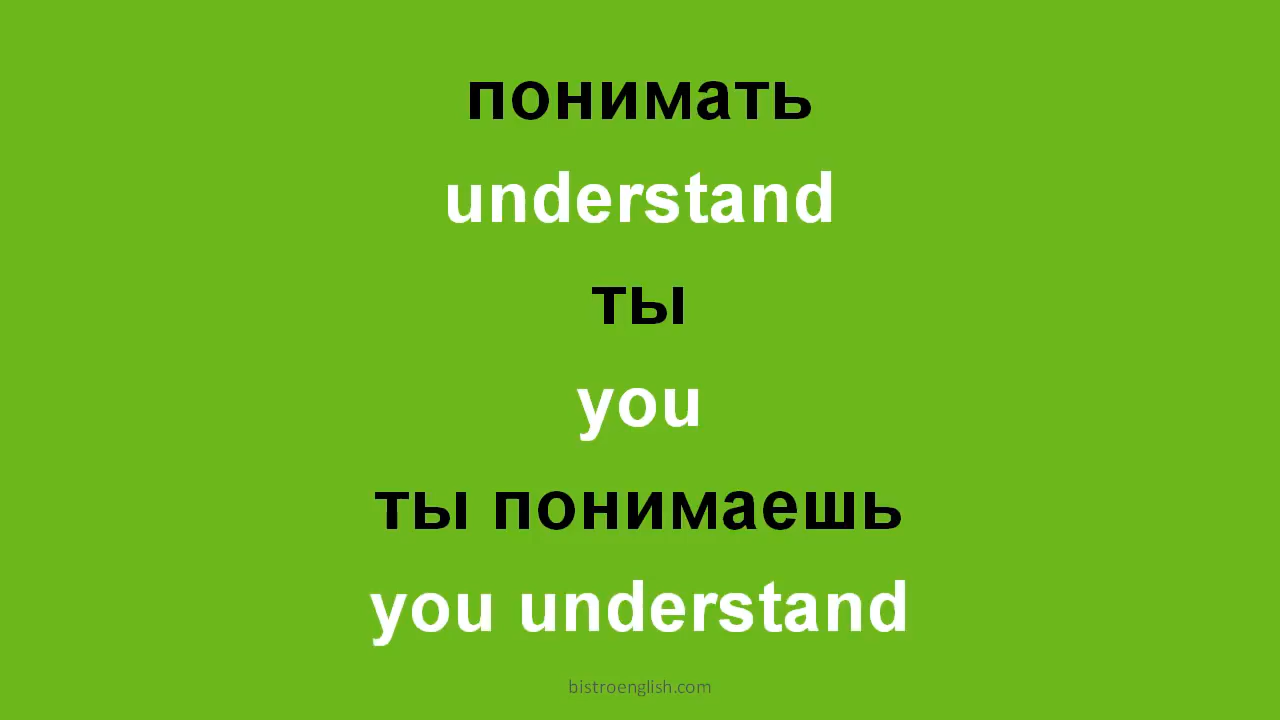 понимать
understand
ты
you
ты понимаешь
you understand
bistroenglish.com